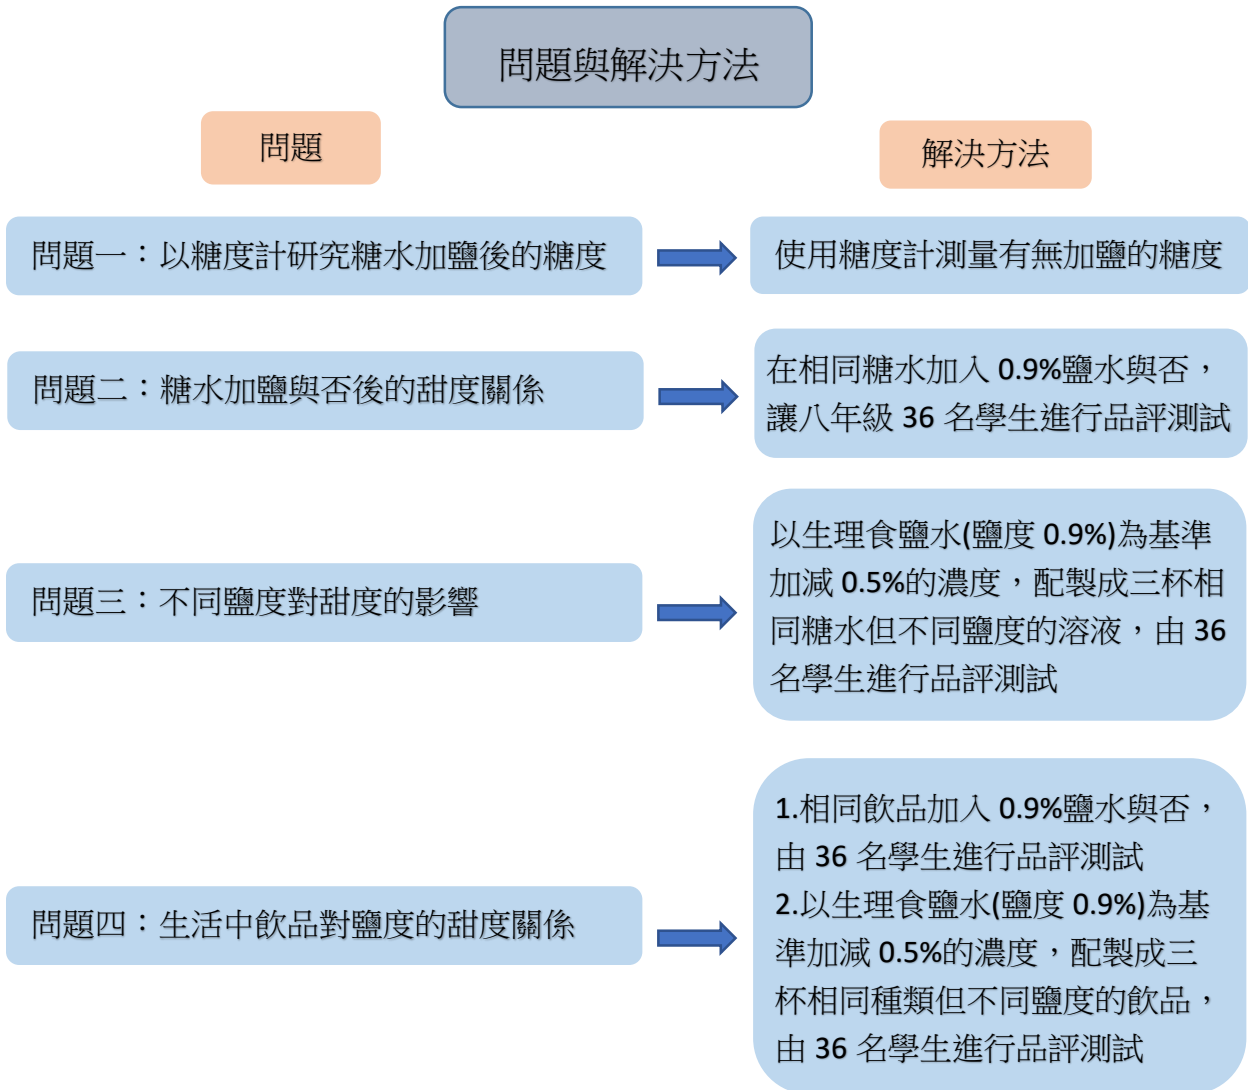 問題與解決方法
問題
解決方法
問題一：以糖度計研究糖水加鹽後的糖度
使用糖度計測量有無加鹽的糖度
問題二：糖水加鹽與否後的甜度關係
在相同糖水加入 0.9%鹽水與否，
讓八年級 36 名學生進行品評測試
問題三：不同鹽度對甜度的影響
以生理食鹽水(鹽度 0.9%)為基準
加減 0.5%的濃度，配製成三杯相
同糖水但不同鹽度的溶液，由 36
名學生進行品評測試
問題四：生活中飲品對鹽度的甜度關係
1.相同飲品加入 0.9%鹽水與否，
由 36 名學生進行品評測試
2.以生理食鹽水(鹽度 0.9%)為基
準加減 0.5%的濃度，配製成三
杯相同種類但不同鹽度的飲品，
由 36 名學生進行品評測試